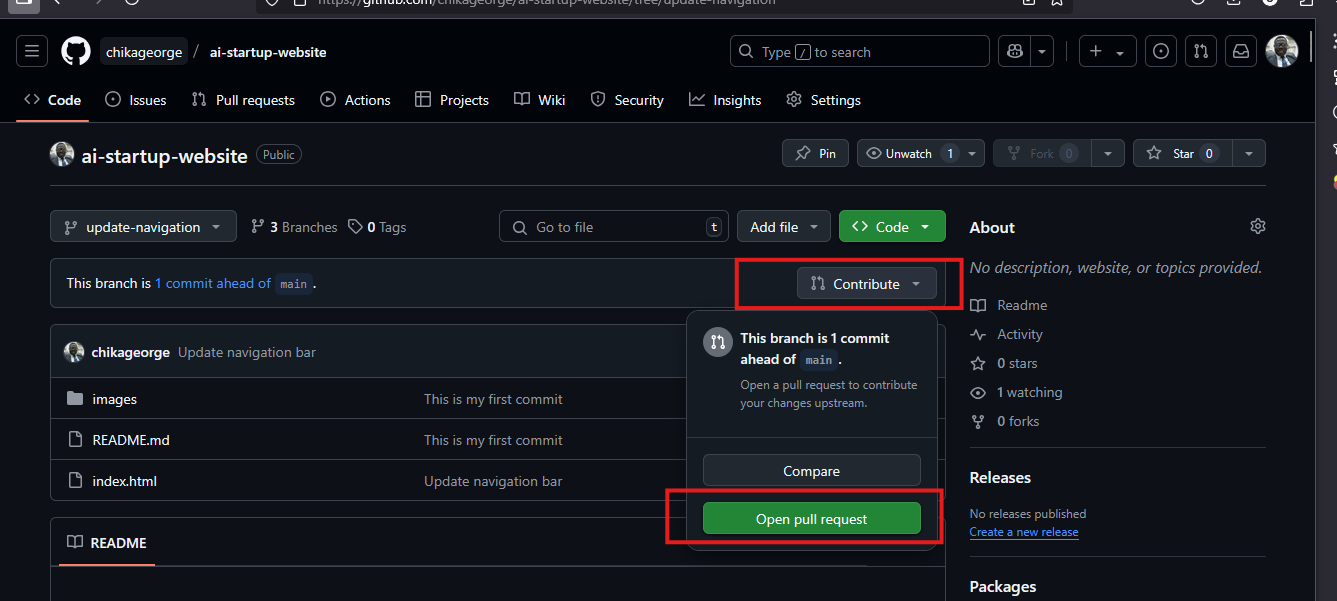 https://github.com/chikageorge/ai-startup-website/tree/update-navigation
chikageorge / ai-startup-website
Type / to search
Code Issues Pull requests Actions Projects Wiki Security Insights Settings
ai-startup-website Public
Pin Unwatch 1 Fork 0 Star 0
update-navigation 3 Branches 0 Tags Go to file t Add file Code
This branch is 1 commit ahead of main .
Contribute
This branch is 1 commit
ahead of main .
Open a pull request to contribute
your changes upstream.
Compare
Open pull request
chikageorge Update navigation bar
images This is my first commit
README.md This is my first commit
index.html Update navigation bar
README
About
No description, website, or topics provided.
Readme
Activity
0 stars
1 watching
0 forks
Releases
No releases published
Create a new release
Packages